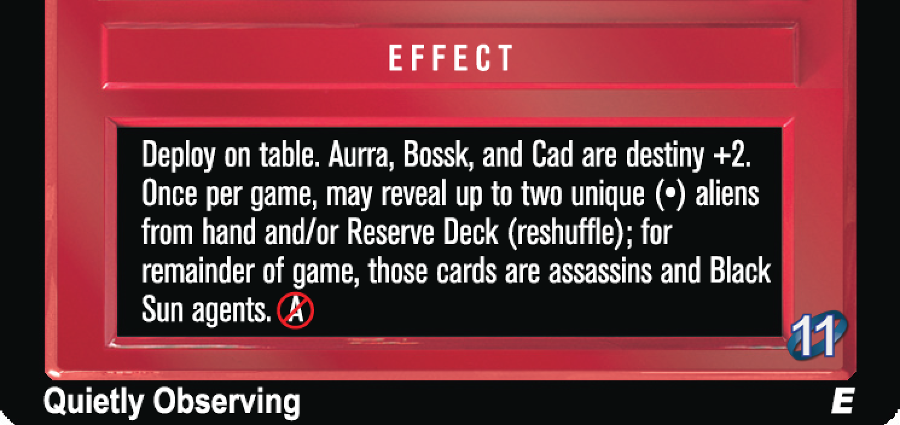 EFFECT
Deploy on table. Aurra, Bossk, and Cad are destiny +2.
Once per game, may reveal up to two unique (•) aliens
from hand and/or Reserve Deck (reshuffle); for
remainder of game, those cards are assassins and Black
Sun agents. A
11
Quietly Observing E